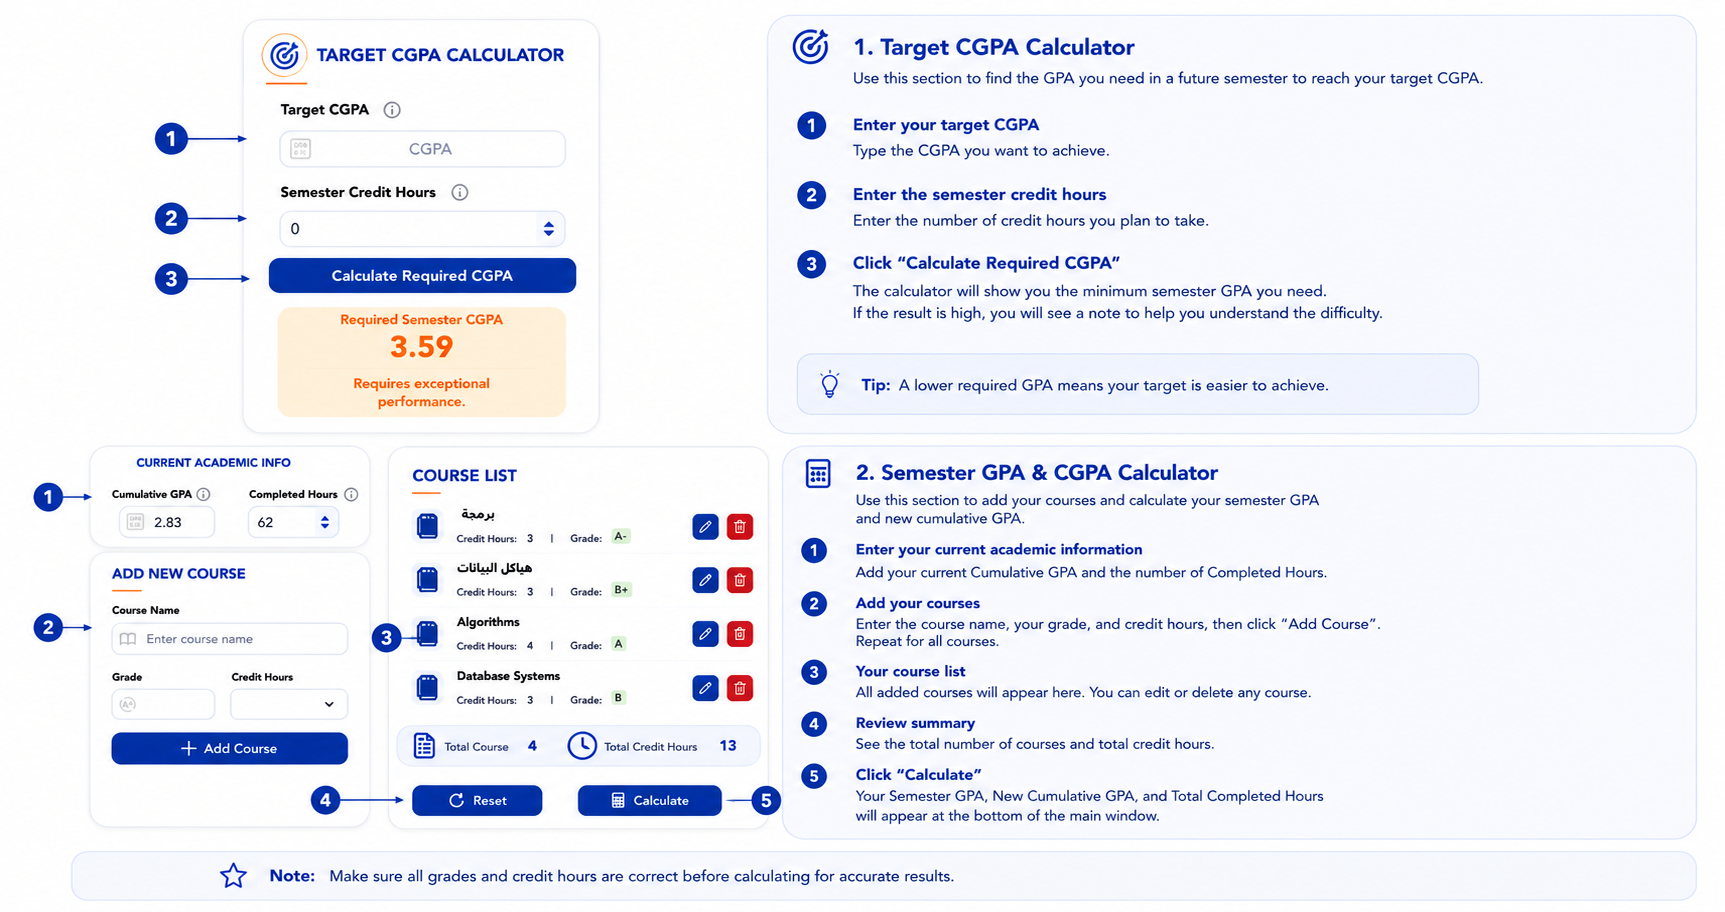 TARGET CGPA CALCULATOR
Target CGPA
1
CGPA
Semester Credit Hours
2
0
3
Calculate Required CGPA
Required Semester CGPA
3.59
Requires exceptional
performance.
1. Target CGPA Calculator
Use this section to find the GPA you need in a future semester to reach your target CGPA.
1 Enter your target CGPA
Type the CGPA you want to achieve.
2 Enter the semester credit hours
Enter the number of credit hours you plan to take.
3 Click “Calculate Required CGPA”
The calculator will show you the minimum semester GPA you need.
If the result is high, you will see a note to help you understand the difficulty.
Tip: A lower required GPA means your target is easier to achieve.
CURRENT ACADEMIC INFO
1
Cumulative GPA Completed Hours
2.83 62
ADD NEW COURSE
Course Name
2
Enter course name
Grade Credit Hours
+ Add Course
COURSE LIST
برمجة
Credit Hours: 3 | Grade: A-
هياكل البيانات
Credit Hours: 3 | Grade: B+
3
Algorithms
Credit Hours: 4 | Grade: A
Database Systems
Credit Hours: 3 | Grade: B
Total Course 4 Total Credit Hours 13
4 Reset Calculate 5
2. Semester GPA & CGPA Calculator
Use this section to add your courses and calculate your semester GPA
and new cumulative GPA.
1 Enter your current academic information
Add your current Cumulative GPA and the number of Completed Hours.
2 Add your courses
Enter the course name, your grade, and credit hours, then click “Add Course”.
Repeat for all courses.
3 Your course list
All added courses will appear here. You can edit or delete any course.
4 Review summary
See the total number of courses and total credit hours.
5 Click “Calculate”
Your Semester GPA, New Cumulative GPA, and Total Completed Hours
will appear at the bottom of the main window.
Note: Make sure all grades and credit hours are correct before calculating for accurate results.